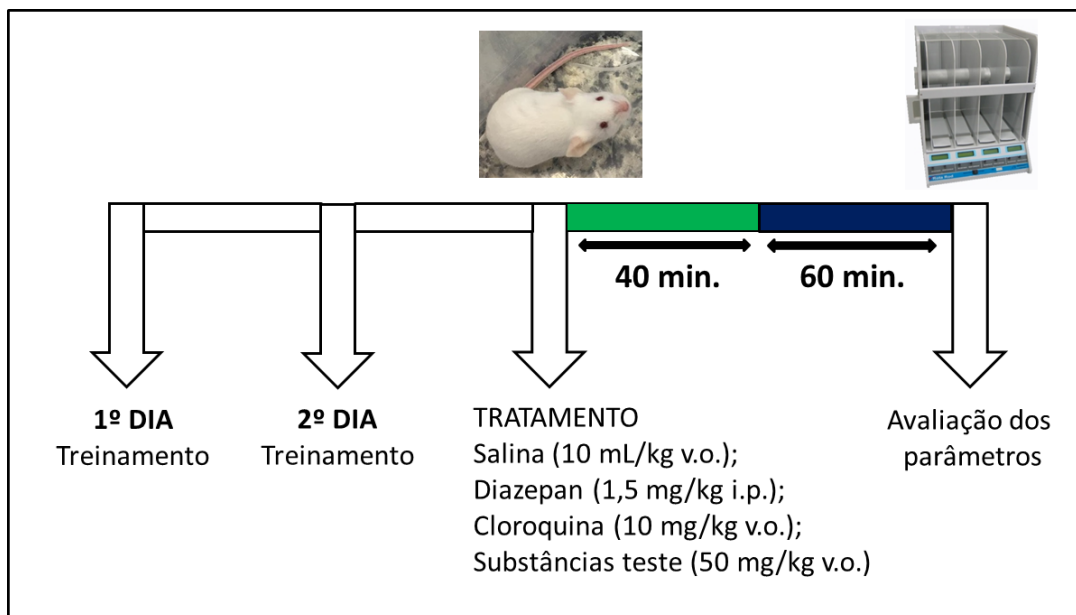 40 min.
60 min.
1º DIA
Treinamento
2º DIA
Treinamento
TRATAMENTO
Salina (10 mL/kg v.o.);
Diazepan (1,5 mg/kg i.p.);
Cloroquina (10 mg/kg v.o.);
Substâncias teste (50 mg/kg v.o.)
Avaliação dos
parâmetros